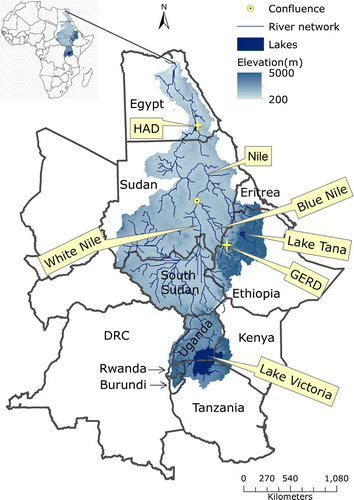 N
Confluence
River network
Lakes
Elevation(m)
5000
200
Egypt
HAD
Nile
Sudan
Eritrea
Blue Nile
White Nile
Lake Tana
GERD
South
Sudan
Ethiopia
DRC
Uganda
Kenya
Rwanda
Burundi
Lake Victoria
Tanzania
0 270 540 1,080
Kilometers